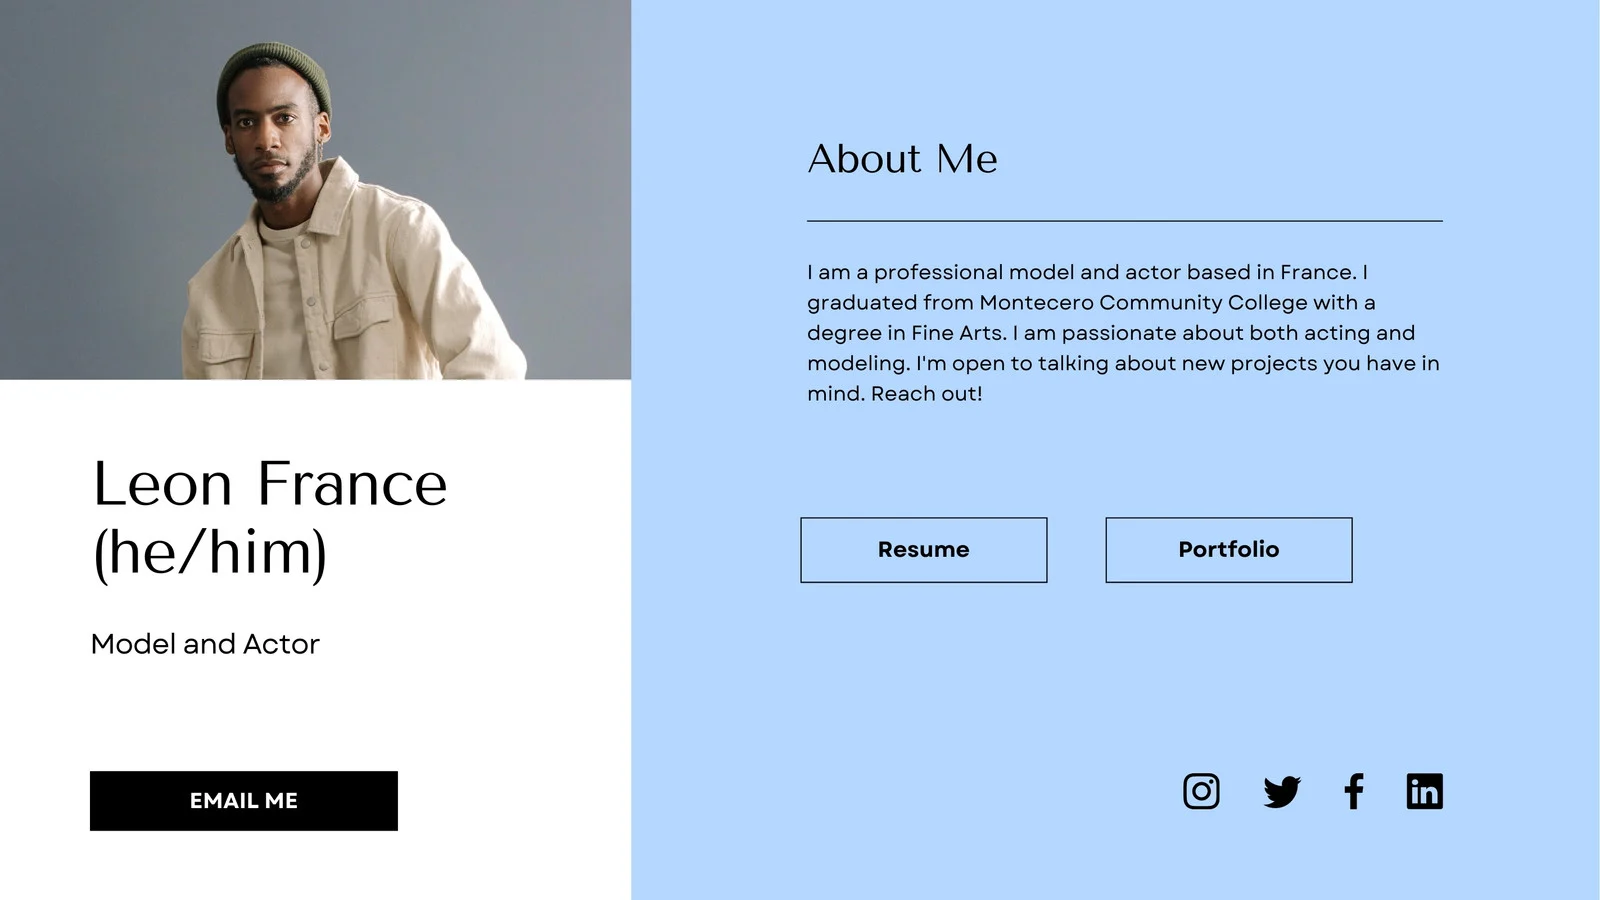 Leon France
(he/him)
Model and Actor
EMAIL ME
About Me
I am a professional model and actor based in France. I
graduated from Montecero Community College with a
degree in Fine Arts. I am passionate about both acting and
modeling. I'm open to talking about new projects you have in
mind. Reach out!
Resume
Portfolio